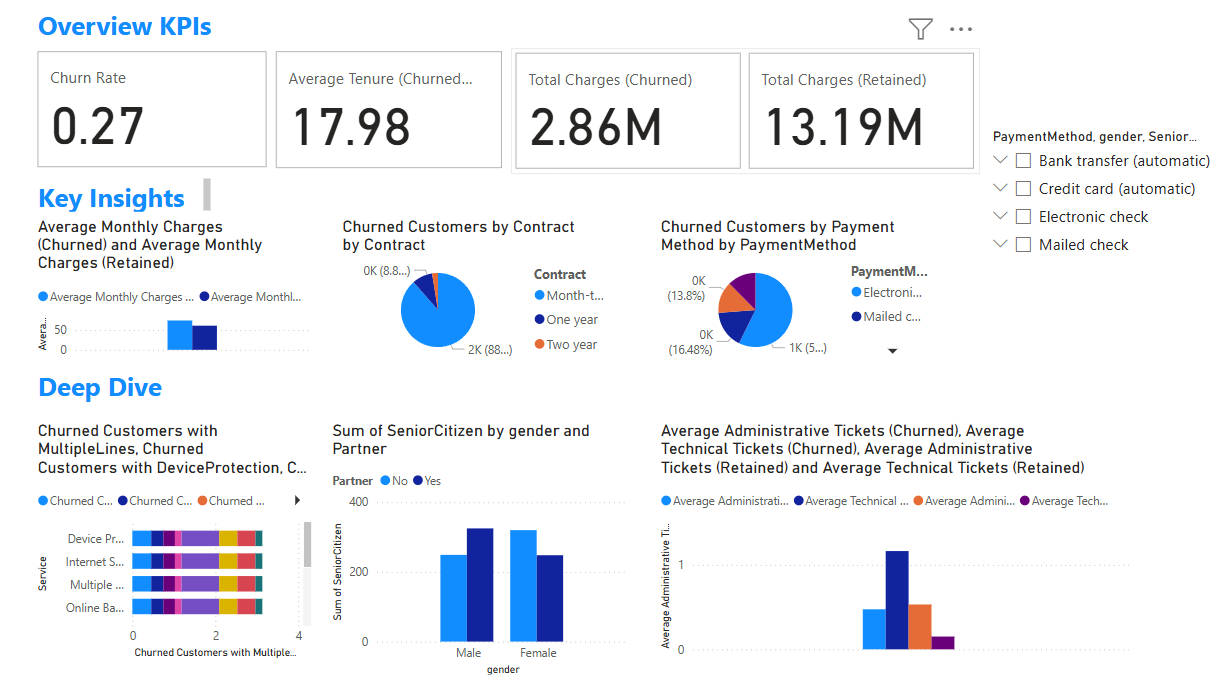 Overview KPIs
Churn Rate
0.27
Average Tenure (Churned...
17.98
Total Charges (Churned)
2.86M
Total Charges (Retained)
13.19M
PaymentMethod, gender, Senior...
Bank transfer (automatic)
Credit card (automatic)
Electronic check
Mailed check
Key Insights
Average Monthly Charges
(Churned) and Average Monthly
Charges (Retained)
Average Monthly Charges ... Average Monthl...
Avera...
50
0
Churned Customers by Contract
by Contract
0K (8.8...)
2K (88...)
Contract
Month-t...
One year
Two year
Churned Customers by Payment
Method by PaymentMethod
0K
(13.8%)
0K
(16.48%)
1K (5...)
PaymentM...
Electroni...
Mailed c...
Deep Dive
Churned Customers with
MultipleLines, Churned
Customers with DeviceProtection, C...
Churned C... Churned C... Churned ...
Service
Device Pr...
Internet S...
Multiple ...
Online Ba...
0 2 4
Churned Customers with Multiple...
Sum of SeniorCitizen by gender and
Partner
Partner No Yes
Sum of SeniorCitizen
400
200
0
Male Female
gender
Average Administrative Tickets (Churned), Average
Technical Tickets (Churned), Average Administrative
Tickets (Retained) and Average Technical Tickets (Retained)
Average Administrati... Average Technical ... Average Admini... Average Tech...
Average Administrative Ti...
1
0